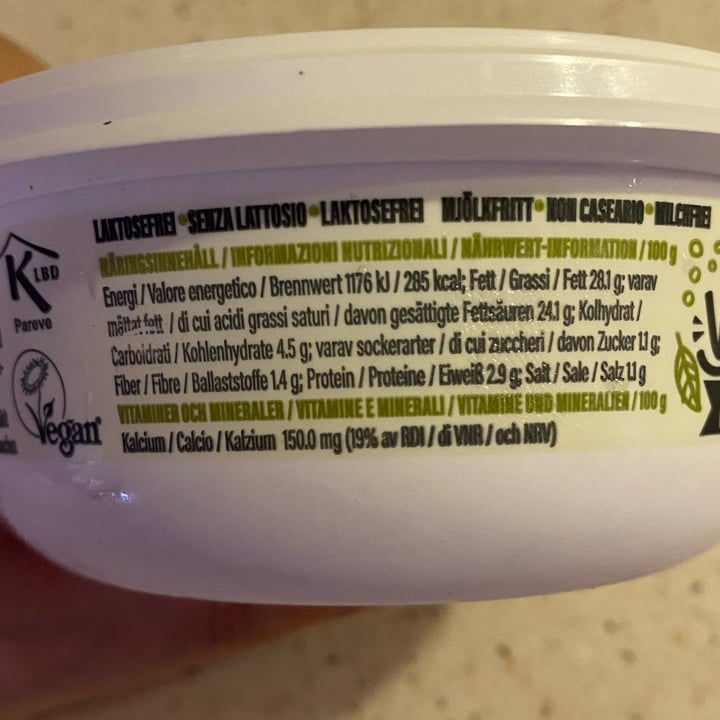 LAKTOSEFREI • SENZA LATTOSIO • LAKTOSEFREI MJÖLKFRITT • NON CASEARIO • MILCHFREI
NÄRINGSINNEHÅLL / INFORMAZIONI NUTRIZIONALI / NÄHRWERT-INFORMATION / 100 g
Energi / Valore energetico / Brennwert 1176 kJ / 285 kcal; Fett / Grassi / Fett 28.1 g; varav
mättat fett / di cui acidi grassi saturi / davon gesättigte Fettsäuren 24.1 g; Kolhydrat /
Carboidrati / Kohlenhydrate 4.5 g; varav sockerarter / di cui zuccheri / davon Zucker 1.1 g;
Fiber / Fibre / Ballaststoffe 1.4 g; Protein / Proteine / Eiweiß 2.9 g; Salt / Sale / Salz 1.1 g
VITAMINER OCH MINERALER / VITAMINE E MINERALI / VITAMINE UND MINERALIEN / 100 g
Kalcium / Calcio / Kalzium 150.0 mg (19% av RDI / di VNR / och NRV)
K LBD
Pareve
Vegan